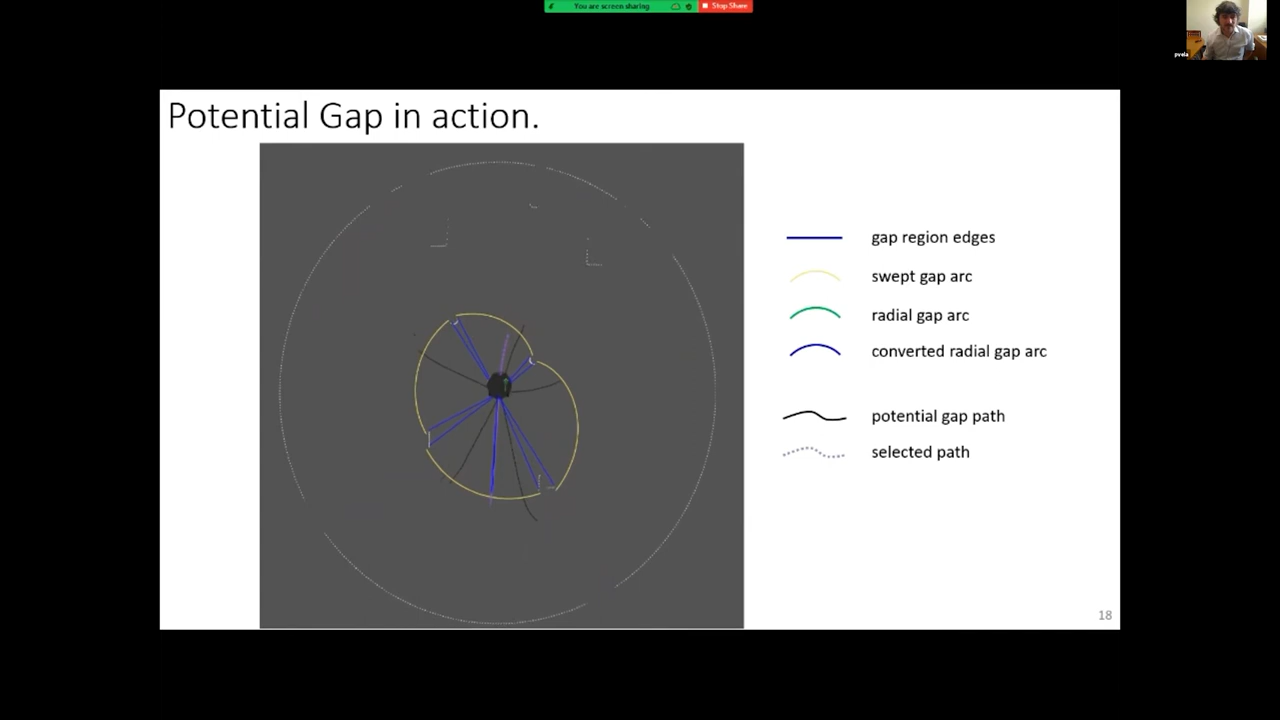 You are screen sharing
Stop Share
pvela
Potential Gap in action.
gap region edges
swept gap arc
radial gap arc
converted radial gap arc
potential gap path
selected path
18